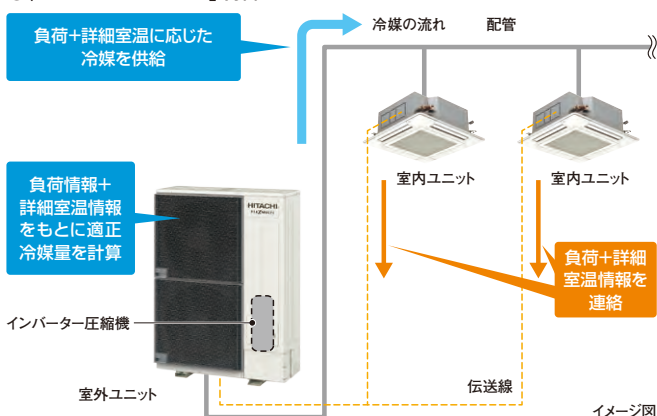 負荷+詳細室温に応じた
冷媒を供給
冷媒の流れ
配管
室内ユニット
室内ユニット
負荷情報+
詳細室温情報
をもとに適正
冷媒量を計算
HITACHI
負荷+詳細
室温情報を
連絡
インバーター圧縮機
伝送線
室外ユニット
イメージ図